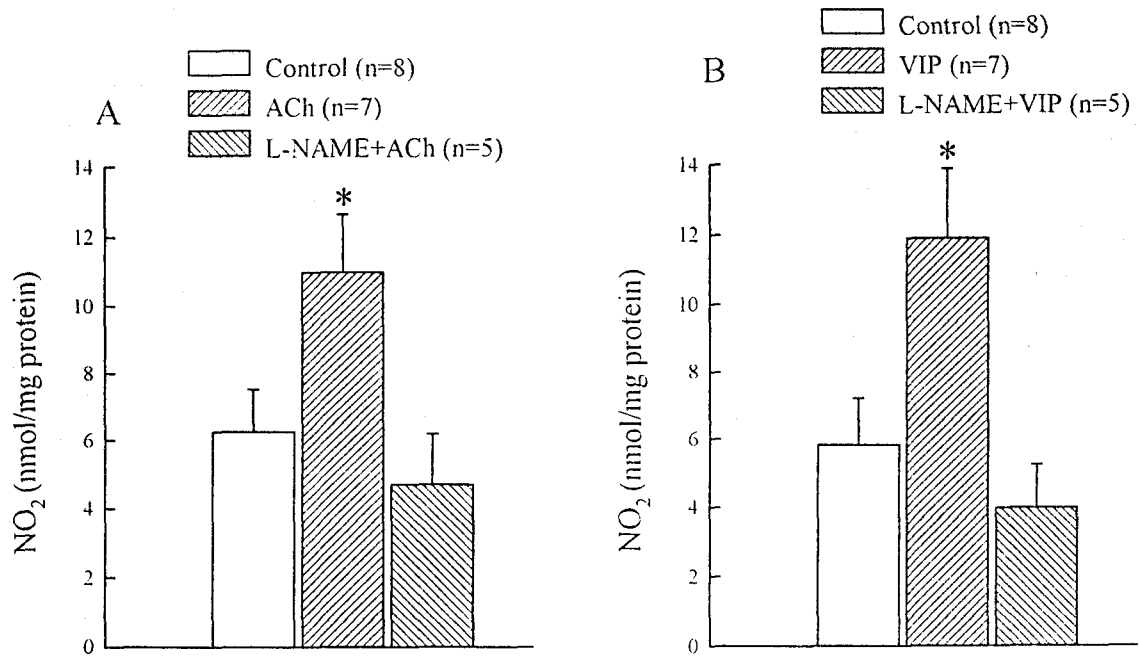 A
Control (n=8)
ACh (n=7)
L-NAME+ACh (n=5)
14
12
10
8
6
4
2
0
*
NO2 (nmol/mg protein)
B
Control (n=8)
VIP (n=7)
L-NAME+VIP (n=5)
14
12
10
8
6
4
2
0
*
NO2 (nmol/mg protein)